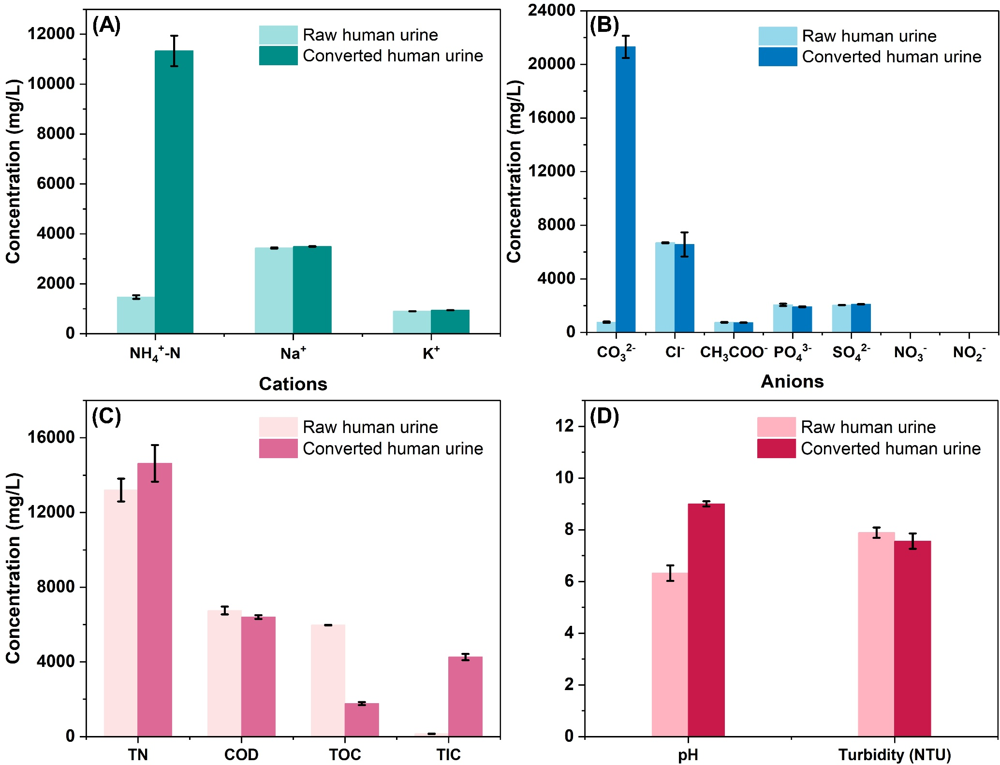 (A)
Raw human urine
Converted human urine
Concentration (mg/L)
12000
10000
8000
6000
4000
2000
0
NH₄⁺-N Na⁺ K⁺
Cations
(B)
Raw human urine
Converted human urine
Concentration (mg/L)
24000
20000
16000
12000
8000
4000
0
CO₃²⁻ Cl⁻ CH₃COO⁻ PO₄³⁻ SO₄²⁻ NO₃⁻ NO₂⁻
Anions
(C)
Raw human urine
Converted human urine
Concentration (mg/L)
16000
12000
8000
4000
0
TN COD TOC TIC
(D)
Raw human urine
Converted human urine
12
10
8
6
4
2
0
pH Turbidity (NTU)